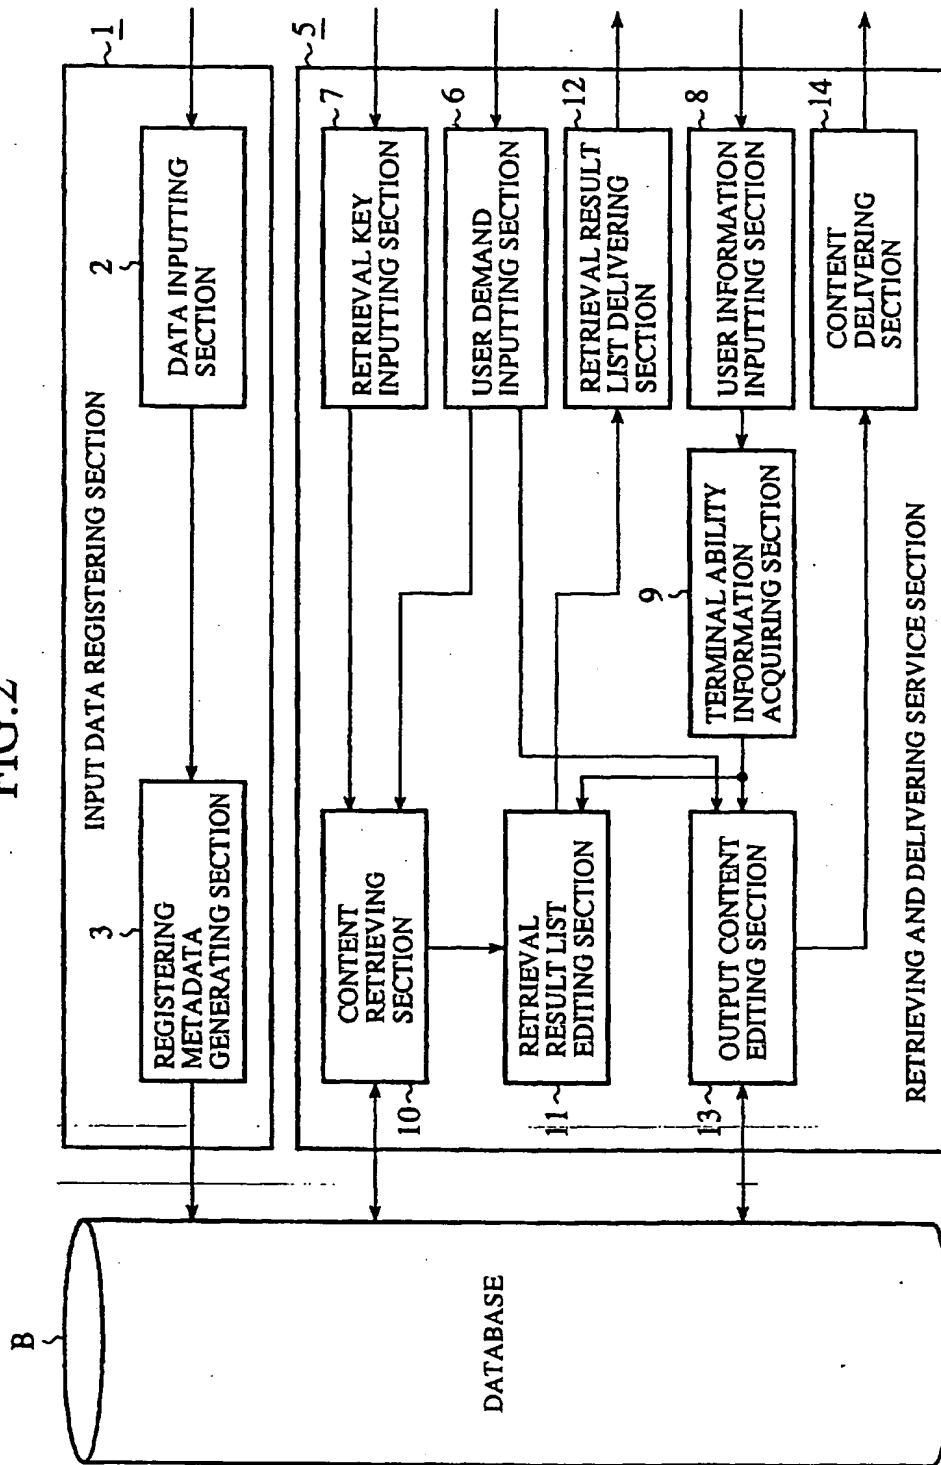 FIG.2
INPUT DATA REGISTERING SECTION
1
2
DATA INPUTTING
SECTION
3
REGISTERING
METADATA
GENERATING SECTION
5
7
RETRIEVAL KEY
INPUTTING SECTION
6
USER DEMAND
INPUTTING SECTION
12
RETRIEVAL RESULT
LIST DELIVERING
SECTION
8
USER INFORMATION
INPUTTING SECTION
14
CONTENT
DELIVERING
SECTION
9
TERMINAL ABILITY
INFORMATION
ACQUIRING SECTION
CONTENT
RETRIEVING
SECTION
10
RETRIEVAL
RESULT LIST
EDITING SECTION
11
OUTPUT CONTENT
EDITING SECTION
13
RETRIEVING AND DELIVERING SERVICE SECTION
B
DATABASE